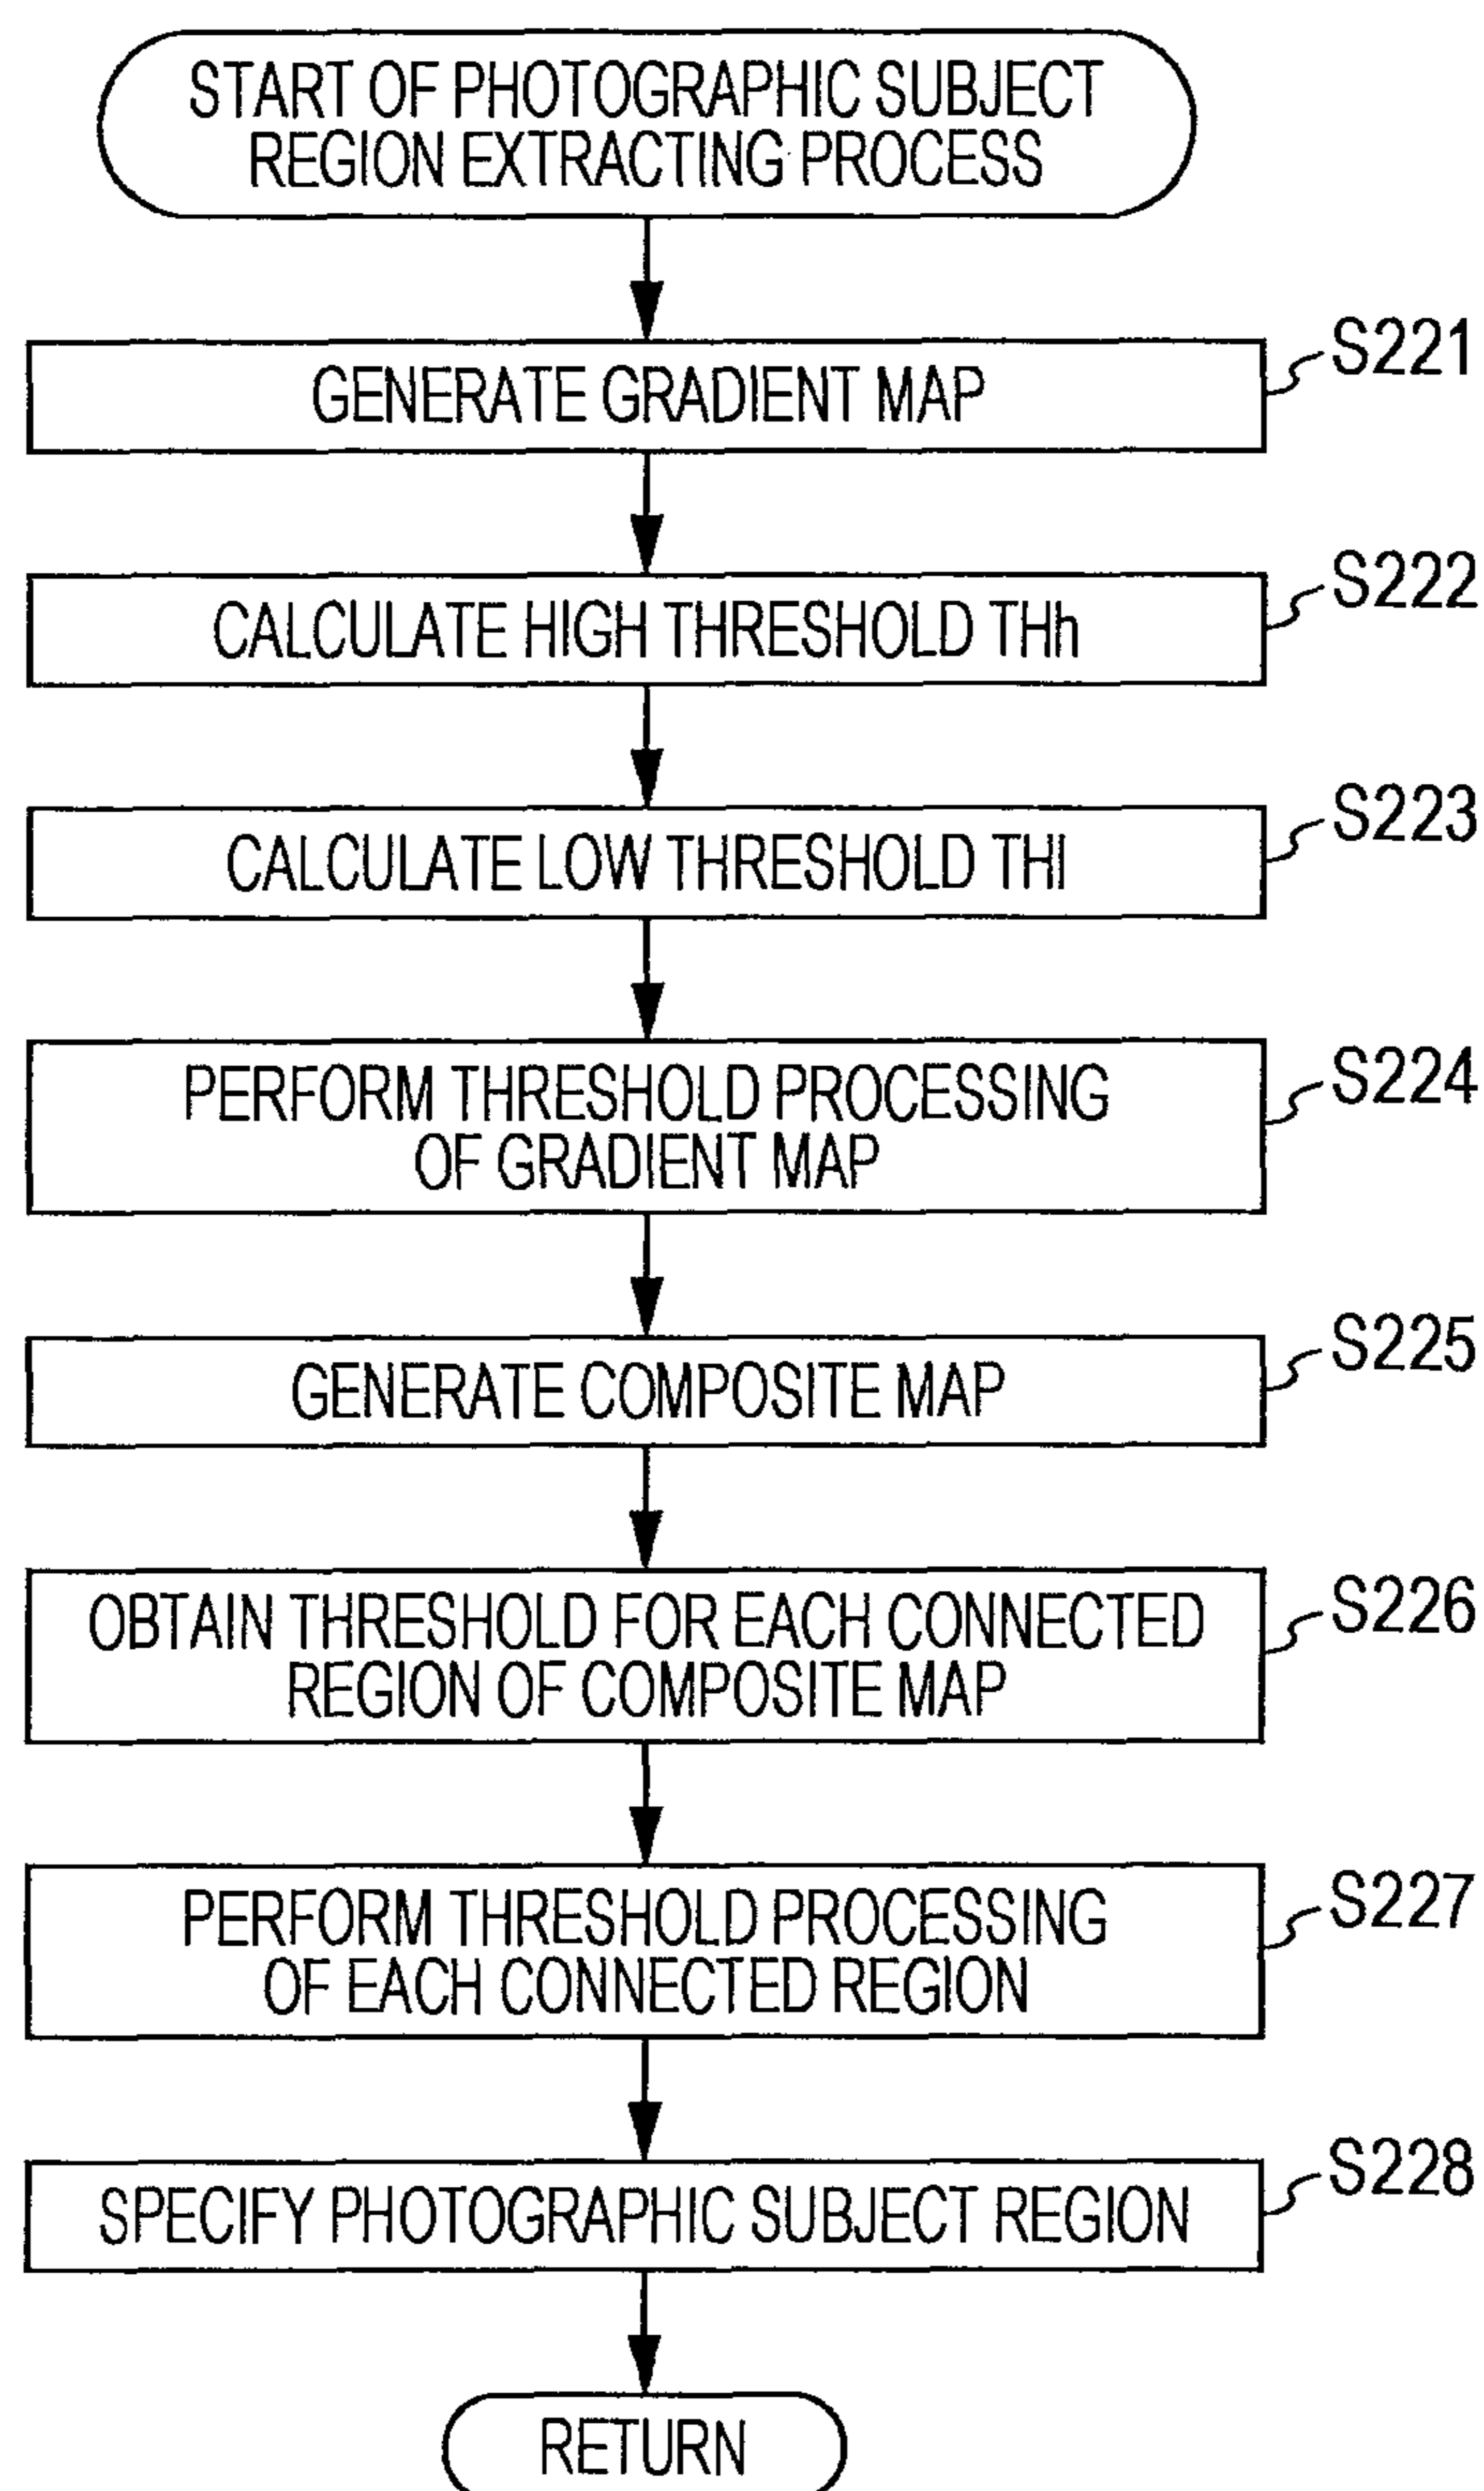 START OF PHOTOGRAPHIC SUBJECT
REGION EXTRACTING PROCESS
S221
GENERATE GRADIENT MAP
S222
CALCULATE HIGH THRESHOLD THh
S223
CALCULATE LOW THRESHOLD THl
S224
PERFORM THRESHOLD PROCESSING
OF GRADIENT MAP
S225
GENERATE COMPOSITE MAP
S226
OBTAIN THRESHOLD FOR EACH CONNECTED
REGION OF COMPOSITE MAP
S227
PERFORM THRESHOLD PROCESSING
OF EACH CONNECTED REGION
S228
SPECIFY PHOTOGRAPHIC SUBJECT REGION
RETURN